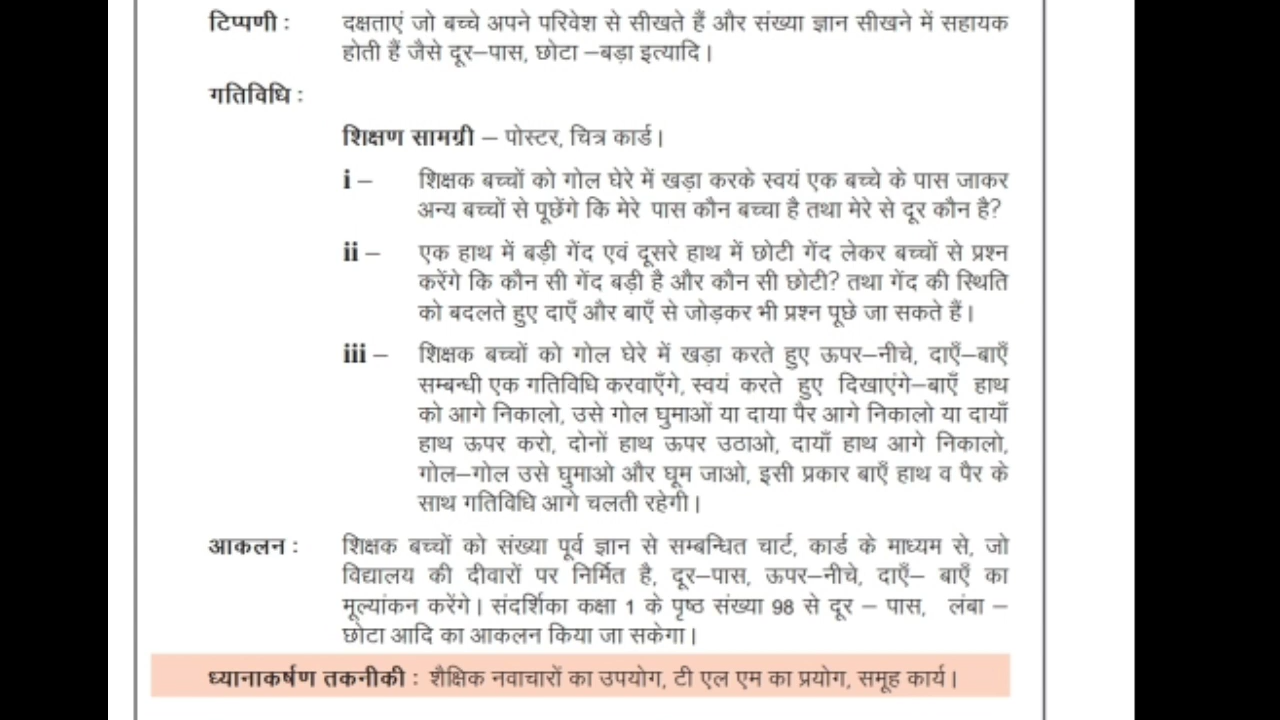 टिप्पणी : दक्षताएं जो बच्चे अपने परिवेश से सीखते हैं और संख्या ज्ञान सीखने में सहायक
होती हैं जैसे दूर–पास, छोटा –बड़ा इत्यादि।
गतिविधि :
शिक्षण सामग्री – पोस्टर, चित्र कार्ड।
i – शिक्षक बच्चों को गोल घेरे में खड़ा करके स्वयं एक बच्चे के पास जाकर
अन्य बच्चों से पूछेंगे कि मेरे पास कौन बच्चा है तथा मेरे से दूर कौन है?
ii – एक हाथ में बड़ी गेंद एवं दूसरे हाथ में छोटी गेंद लेकर बच्चों से प्रश्न
करेंगे कि कौन सी गेंद बड़ी है और कौन सी छोटी? तथा गेंद की स्थिति
को बदलते हुए दाएँ और बाएँ से जोड़कर भी प्रश्न पूछे जा सकते हैं।
iii – शिक्षक बच्चों को गोल घेरे में खड़ा करते हुए ऊपर–नीचे, दाएँ–बाएँ
सम्बन्धी एक गतिविधि करवाएँगे, स्वयं करते हुए दिखाएंगे–बाएँ हाथ
को आगे निकालो, उसे गोल घुमाओं या दाया पैर आगे निकालो या दायाँ
हाथ ऊपर करो, दोनों हाथ ऊपर उठाओ, दायाँ हाथ आगे निकालो,
गोल–गोल उसे घुमाओ और घूम जाओ, इसी प्रकार बाएँ हाथ व पैर के
साथ गतिविधि आगे चलती रहेगी।
आकलन : शिक्षक बच्चों को संख्या पूर्व ज्ञान से सम्बन्धित चार्ट, कार्ड के माध्यम से, जो
विद्यालय की दीवारों पर निर्मित है, दूर–पास, ऊपर–नीचे, दाएँ– बाएँ का
मूल्यांकन करेंगे। संदर्शिका कक्षा 1 के पृष्ठ संख्या 98 से दूर – पास, लंबा –
छोटा आदि का आकलन किया जा सकेगा।
ध्यानाकर्षण तकनीकी : शैक्षिक नवाचारों का उपयोग, टी एल एम का प्रयोग, समूह कार्य।